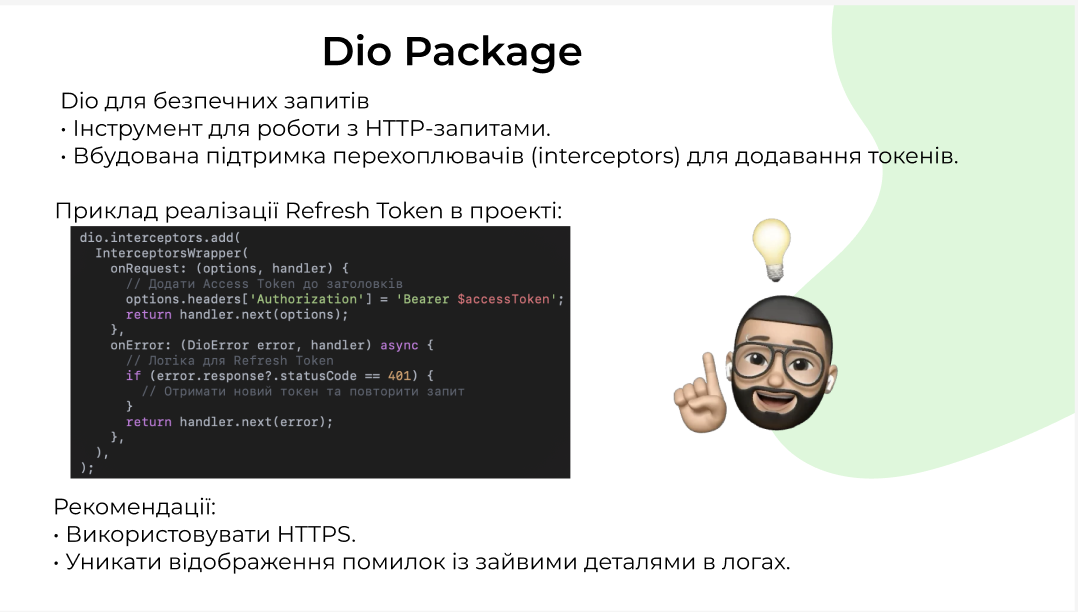 Dio Package
Dio для безпечних запитів
• Інструмент для роботи з HTTP-запитами.
• Вбудована підтримка перехоплювачів (interceptors) для додавання токенів.
Приклад реалізації Refresh Token в проекті:
dio.interceptors.add(
  InterceptorsWrapper(
    onRequest: (options, handler) {
      // Додати Access Token до заголовків
      options.headers['Authorization'] = 'Bearer $accessToken';
      return handler.next(options);
    },
    onError: (DioError error, handler) async {
      // Логіка для Refresh Token
      if (error.response?.statusCode == 401) {
        // Отримати новий токен та повторити запит
      }
      return handler.next(error);
    },
  ),
);
Рекомендації:
• Використовувати HTTPS.
• Уникати відображення помилок із зайвими деталями в логах.